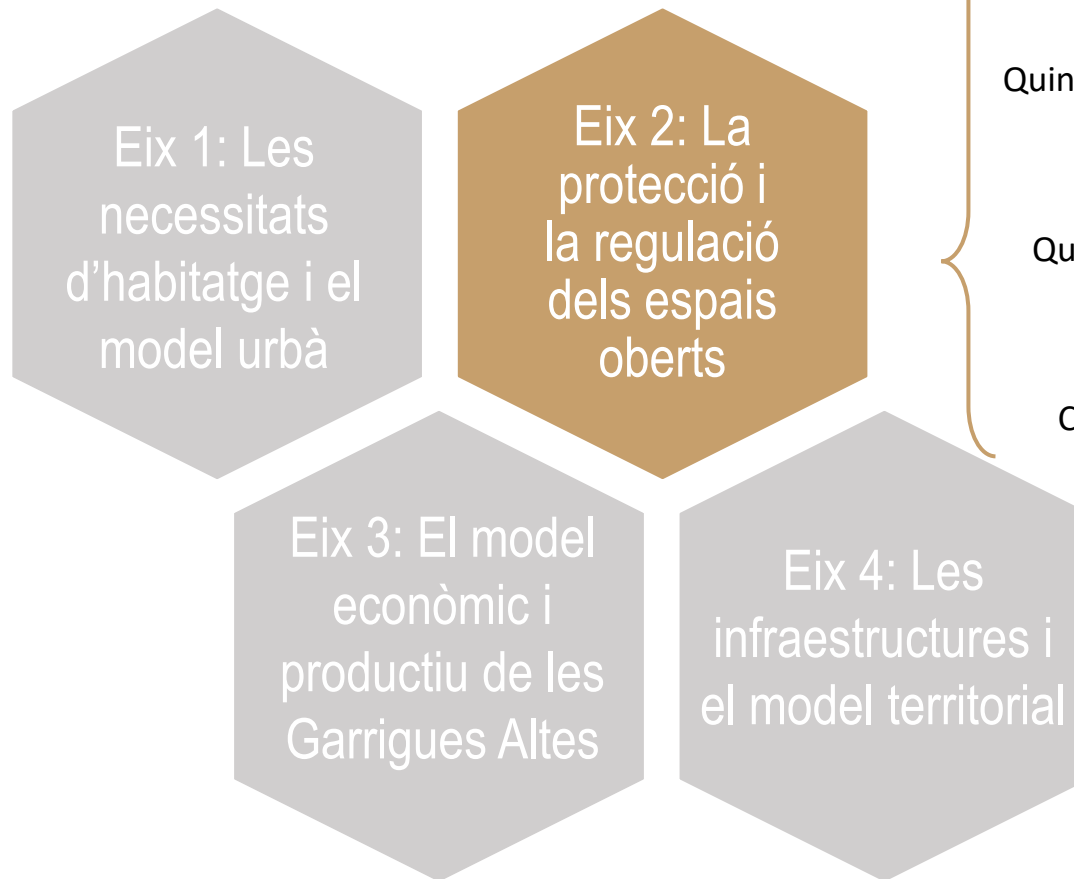 Eix 1: Les
necessitats
d’habitatge i el
model urbà
Eix 2: La
protecció i
la regulació
dels espais
oberts
Quin
Qu
Eix 3: El model
econòmic i
productiu de les
Garrigues Altes
Eix 4: Les
infraestructures i
el model territorial